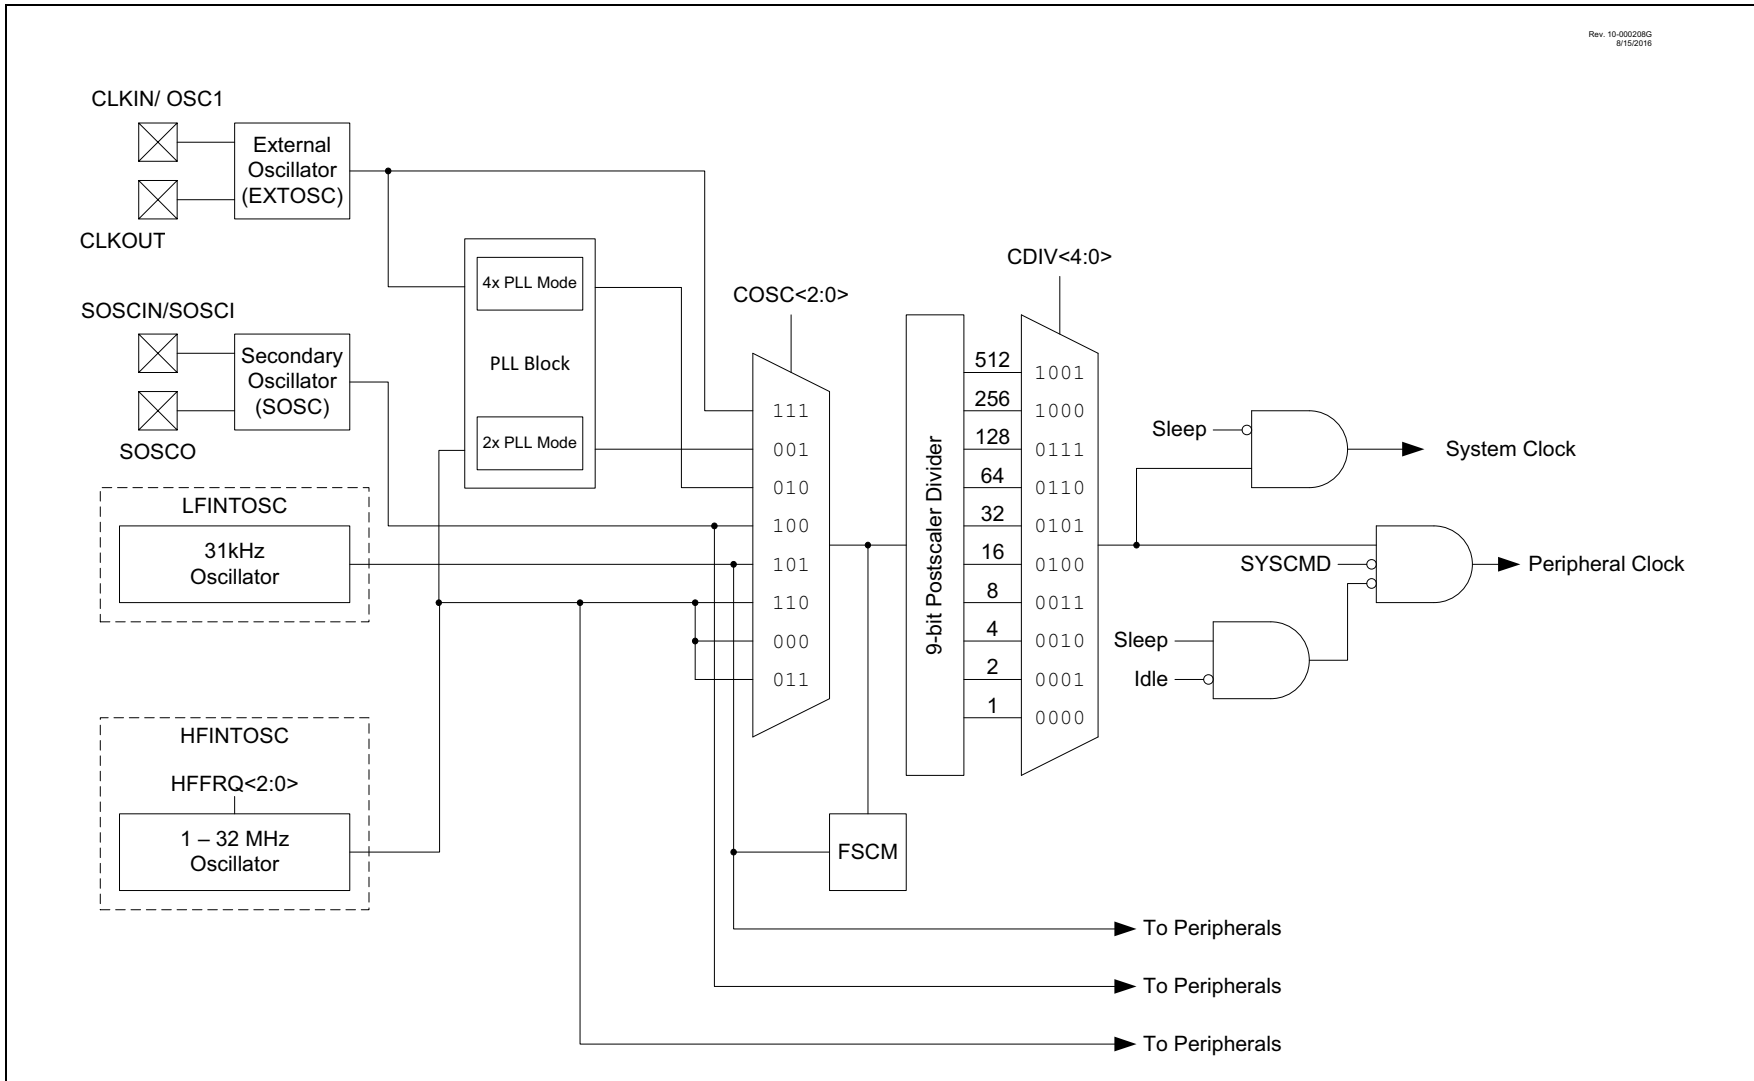 Rev. 10-000208G
8/15/2016
CLKIN/ OSC1
External
Oscillator
(EXTOSC)
CLKOUT
SOSCIN/SOSCI
Secondary
Oscillator
(SOSC)
SOSCO
LFINTOSC
31kHz
Oscillator
HFINTOSC
HFFRQ<2:0>
1 – 32 MHz
Oscillator
4x PLL Mode
PLL Block
2x PLL Mode
COSC<2:0>
111
001
010
100
101
110
000
011
FSCM
9-bit Postscaler Divider
512
256
128
64
32
16
8
4
2
1
CDIV<4:0>
1001
1000
0111
0110
0101
0100
0011
0010
0001
0000
Sleep
System Clock
SYSCMD
Peripheral Clock
Sleep
Idle
To Peripherals
To Peripherals
To Peripherals